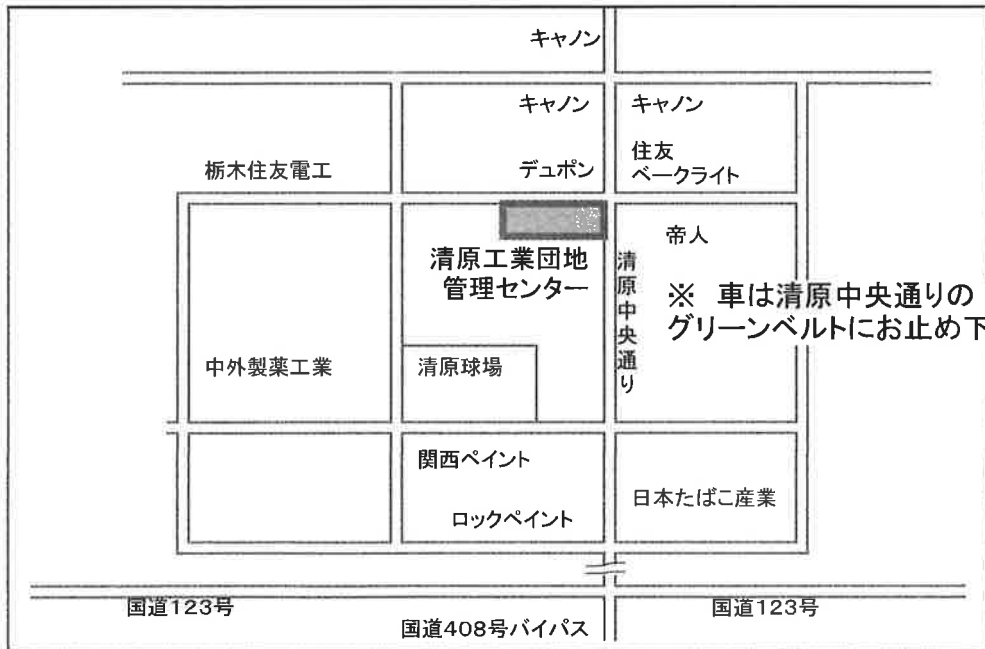 キャノン
キャノン
キャノン
栃木住友電工
デュポン
住友
ベークライト
清原工業団地
管理センター
帝人
清原中央通り
※ 車は清原中央通りの
グリーンベルトにお止め下
中外製薬工業
清原球場
関西ペイント
ロックペイント
日本たばこ産業
国道123号
国道123号
国道408号バイパス